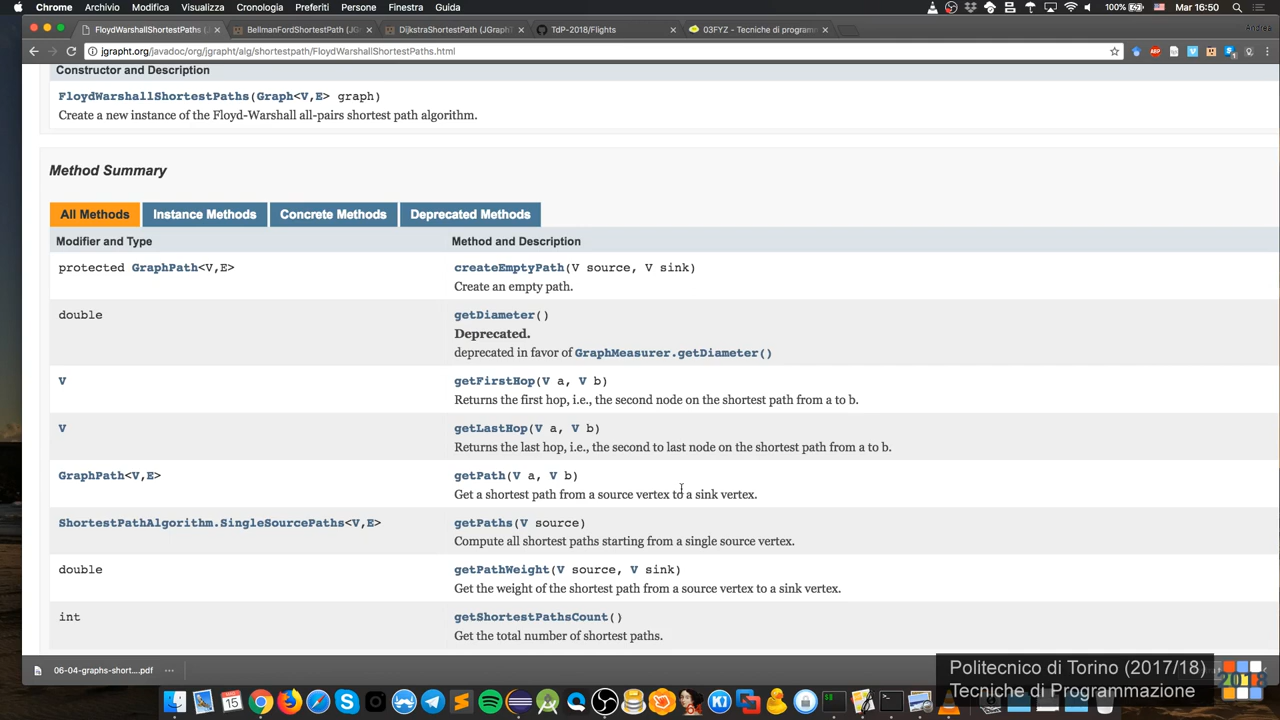 Chrome Archivio Modifica Visualizza Cronologia Preferiti Persone Finestra Guida 100% Mar 16:50
FloydWarshallShortestPaths ( BellmanFordShortestPath (JG DijkstraShortestPath (JGraph TdP-2018/Flights 03FYZ - Tecniche di program Andrea
jgrapht.org/javadoc/org/jgrapht/alg/shortestpath/FloydWarshallShortestPaths.html
Constructor and Description
FloydWarshallShortestPaths(Graph<V,E> graph)
Create a new instance of the Floyd-Warshall all-pairs shortest path algorithm.
Method Summary
All Methods Instance Methods Concrete Methods Deprecated Methods
Modifier and Type Method and Description
protected GraphPath<V,E> createEmptyPath(V source, V sink)
Create an empty path.
double getDiameter()
Deprecated.
deprecated in favor of GraphMeasurer.getDiameter()
V getFirstHop(V a, V b)
Returns the first hop, i.e., the second node on the shortest path from a to b.
V getLastHop(V a, V b)
Returns the last hop, i.e., the second to last node on the shortest path from a to b.
GraphPath<V,E> getPath(V a, V b)
Get a shortest path from a source vertex to a sink vertex.
ShortestPathAlgorithm.SingleSourcePaths<V,E> getPaths(V source)
Compute all shortest paths starting from a single source vertex.
double getPathWeight(V source, V sink)
Get the weight of the shortest path from a source vertex to a sink vertex.
int getShortestPathsCount()
Get the total number of shortest paths.
06-04-graphs-short....pdf
Politecnico di Torino (2017/18)
Tecniche di Programmazione
2018